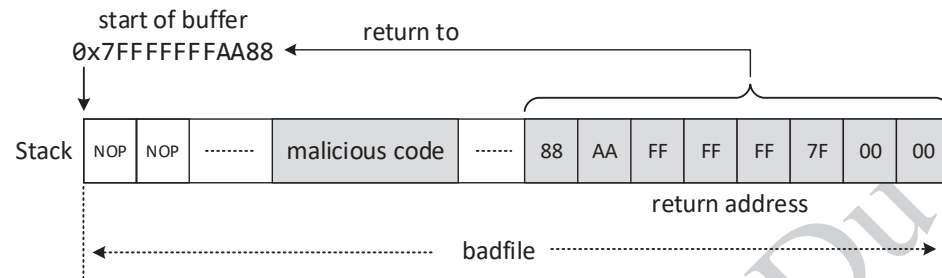 start of buffer
0x7FFFFFFFAA88
return to
Stack NOP NOP malicious code 88 AA FF FF FF 7F 00 00
return address
badfile
Du